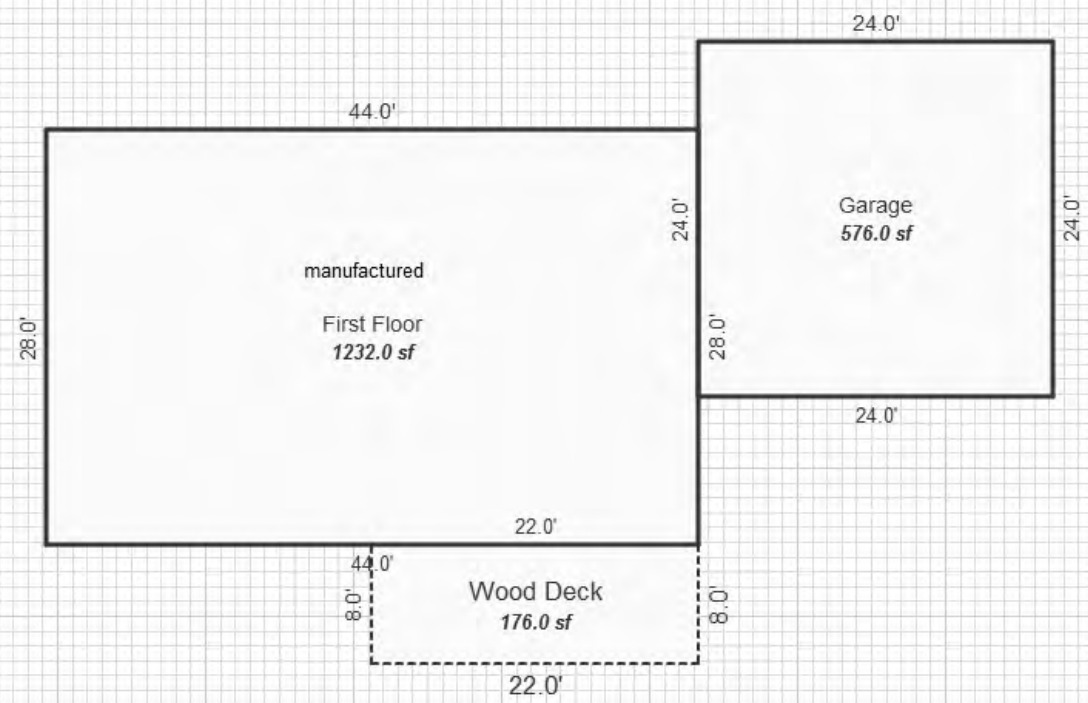 24.0'
44.0'
Garage
576.0 sf
24.0'
24.0'
manufactured
First Floor
1232.0 sf
28.0'
28.0'
24.0'
22.0'
44.0'
Wood Deck
176.0 sf
8.0'
8.0'
22.0'